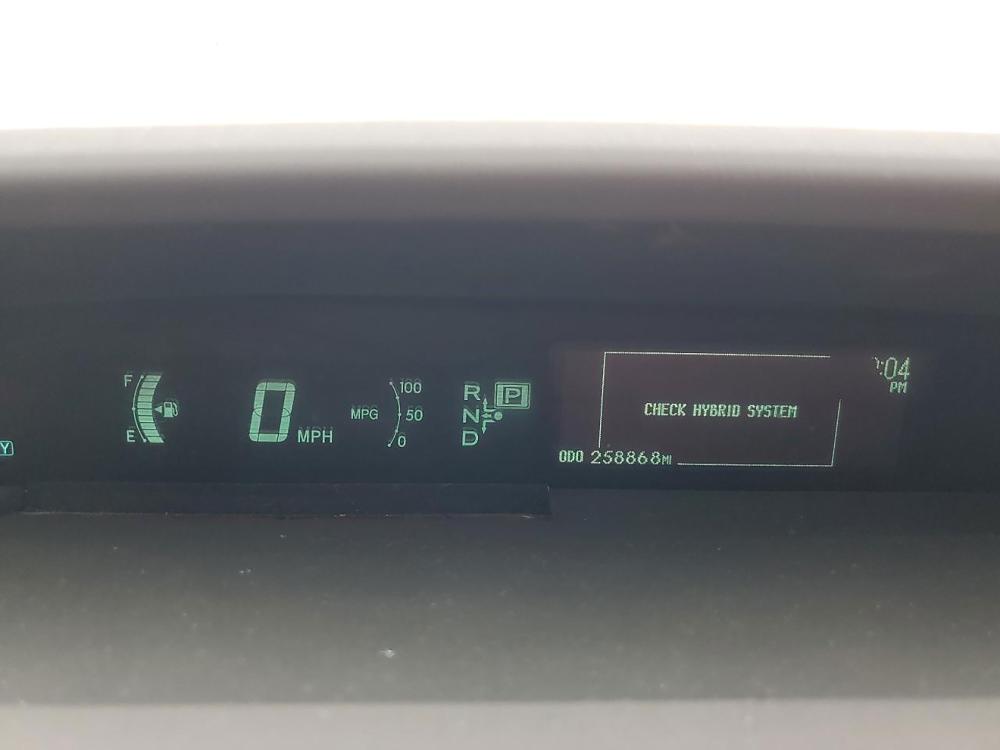 F
E
0 MPH
MPG
100
50
0
R
N
D
P
CHECK HYBRID SYSTEM
ODO 258868MI
:04
PM
Y